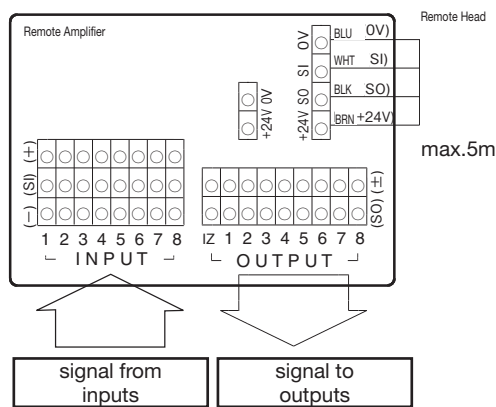 Remote Amplifier
Remote Head
0V BLU 0V)
SI WHT SI)
SO BLK SO)
+24V BRN +24V)
+24V 0V
max.5m
(+)
(SI)
(−)
(±)
(SO)
1 2 3 4 5 6 7 8
INPUT
IZ 1 2 3 4 5 6 7 8
OUTPUT
signal from
inputs
signal to
outputs